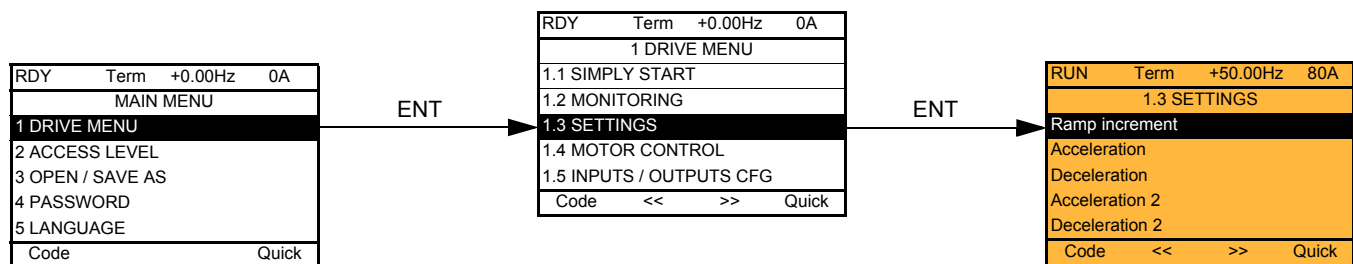 RDY Term +0.00Hz 0A
MAIN MENU
1 DRIVE MENU
2 ACCESS LEVEL
3 OPEN / SAVE AS
4 PASSWORD
5 LANGUAGE
Code Quick
ENT
RDY Term +0.00Hz 0A
1 DRIVE MENU
1.1 SIMPLY START
1.2 MONITORING
1.3 SETTINGS
1.4 MOTOR CONTROL
1.5 INPUTS / OUTPUTS CFG
Code << >> Quick
ENT
RUN Term +50.00Hz 80A
1.3 SETTINGS
Ramp increment
Acceleration
Deceleration
Acceleration 2
Deceleration 2
Code << >> Quick